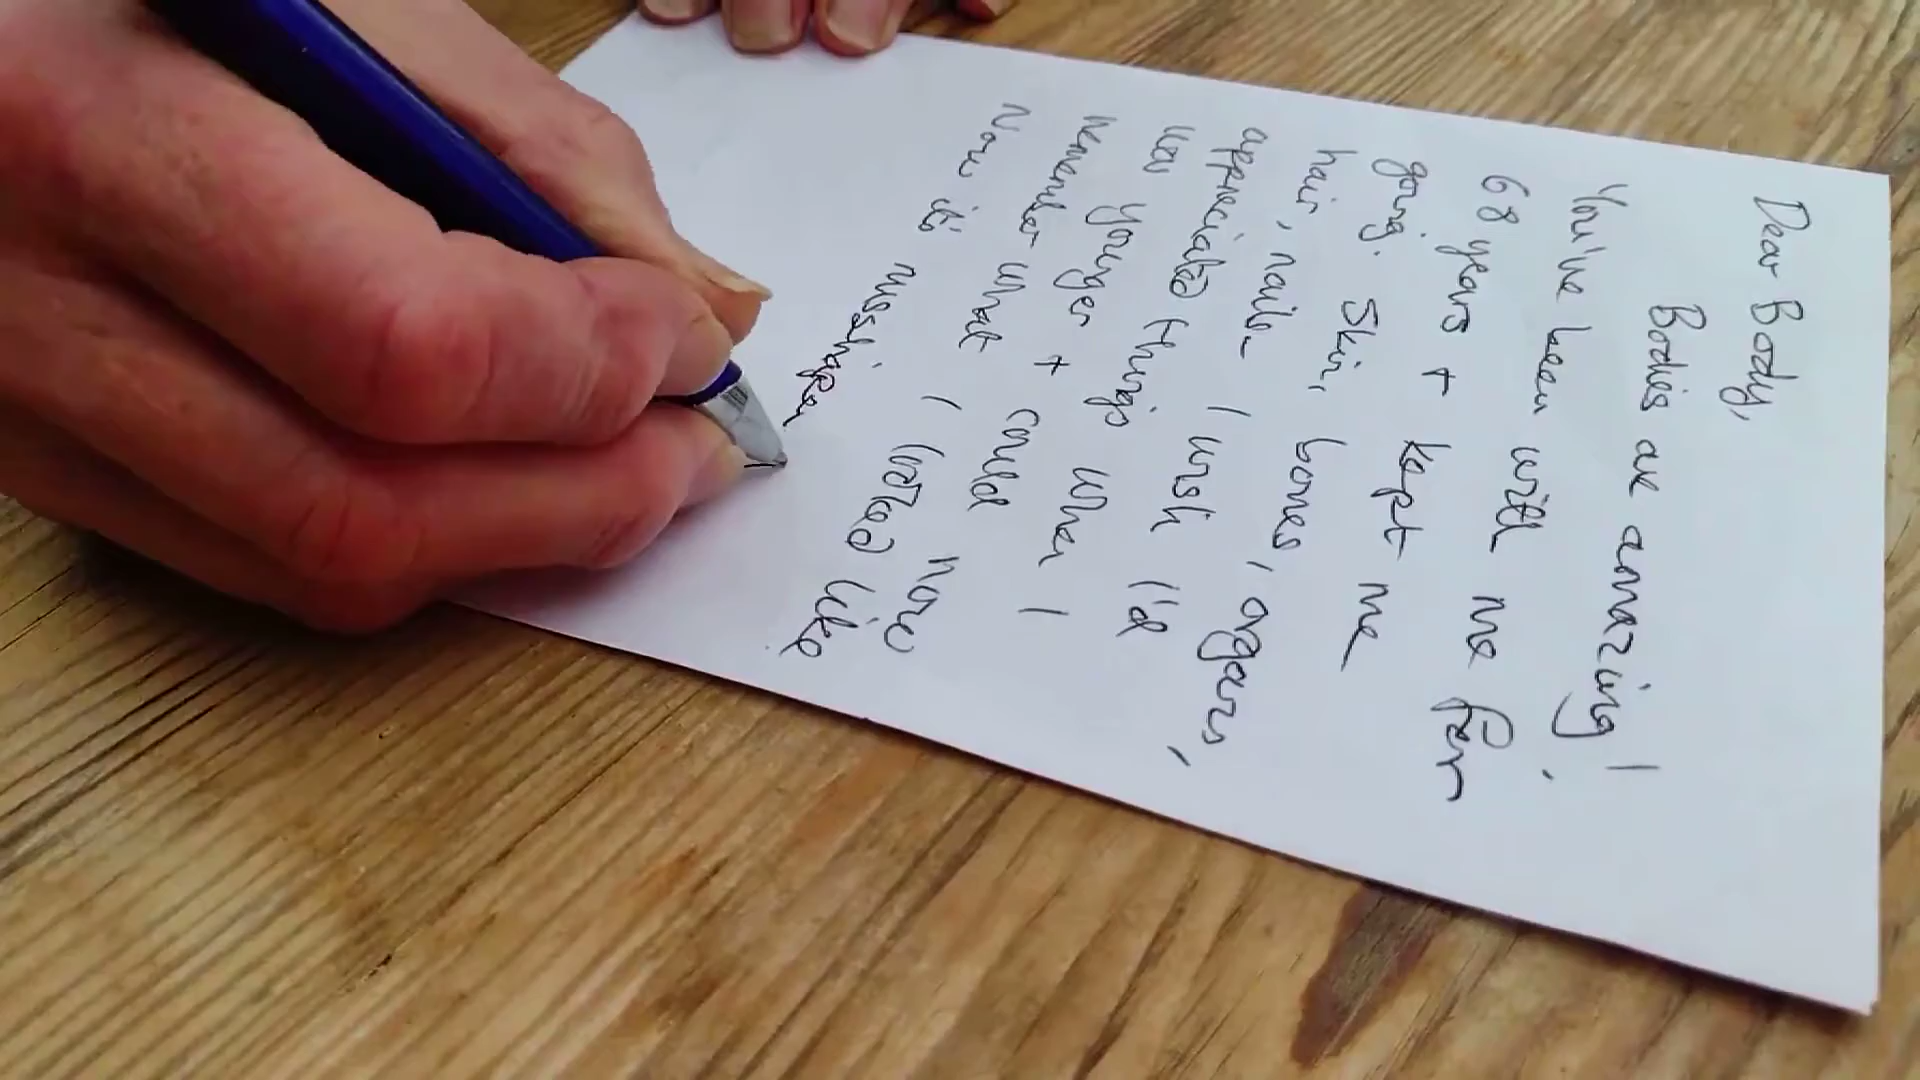 Dear Body,
Bodies are amazing!
You've been with me for
68 years + kept me
going. Skin, bones, organs,
hair, nails – I wish I'd
appreciated things when I
was younger + could now
remember what I looked like
Now it's misshapen